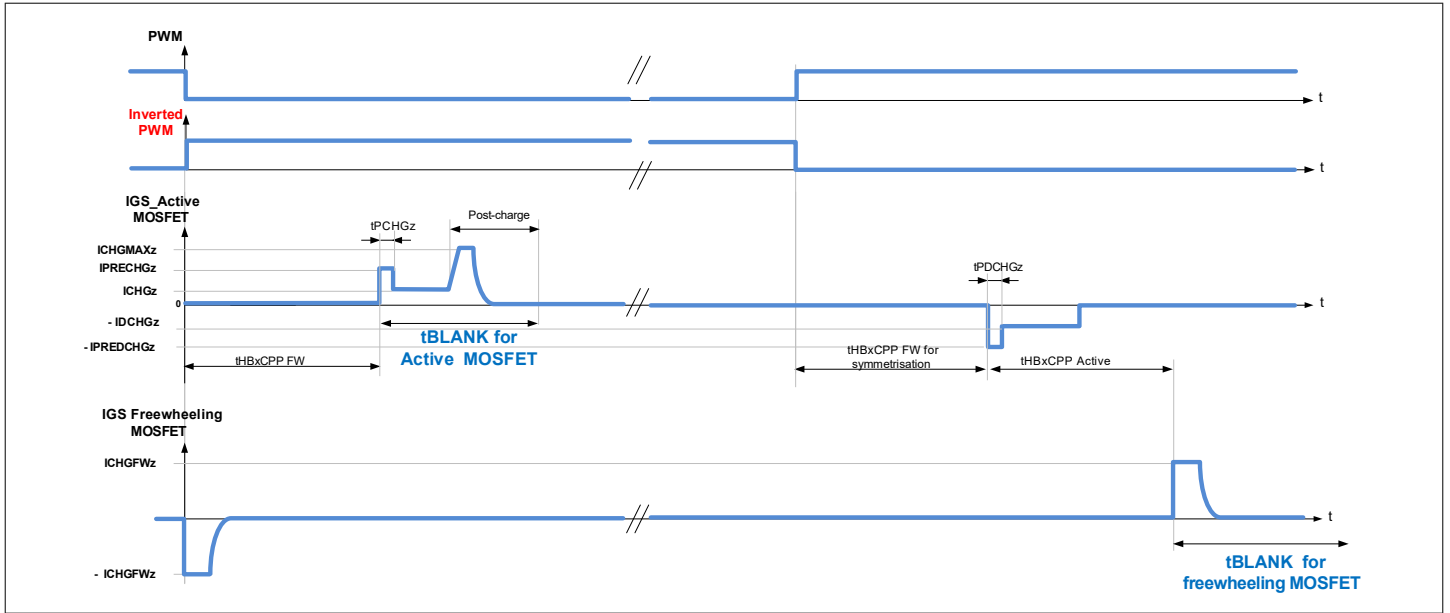 PWM
t
Inverted
PWM
t
IGS_Active
MOSFET
Post-charge
tPCHGz
ICHGMAXz
IPRECHGz
tPDCHGz
ICHGz
0
t
- IDCHGz
tBLANK for
Active MOSFET
- IPREDCHGz
tHBxCPP FW
tHBxCPP FW for
symmetrisation
tHBxCPP Active
IGS Freewheeling
MOSFET
ICHGFWz
t
tBLANK for
freewheeling MOSFET
- ICHGFWz